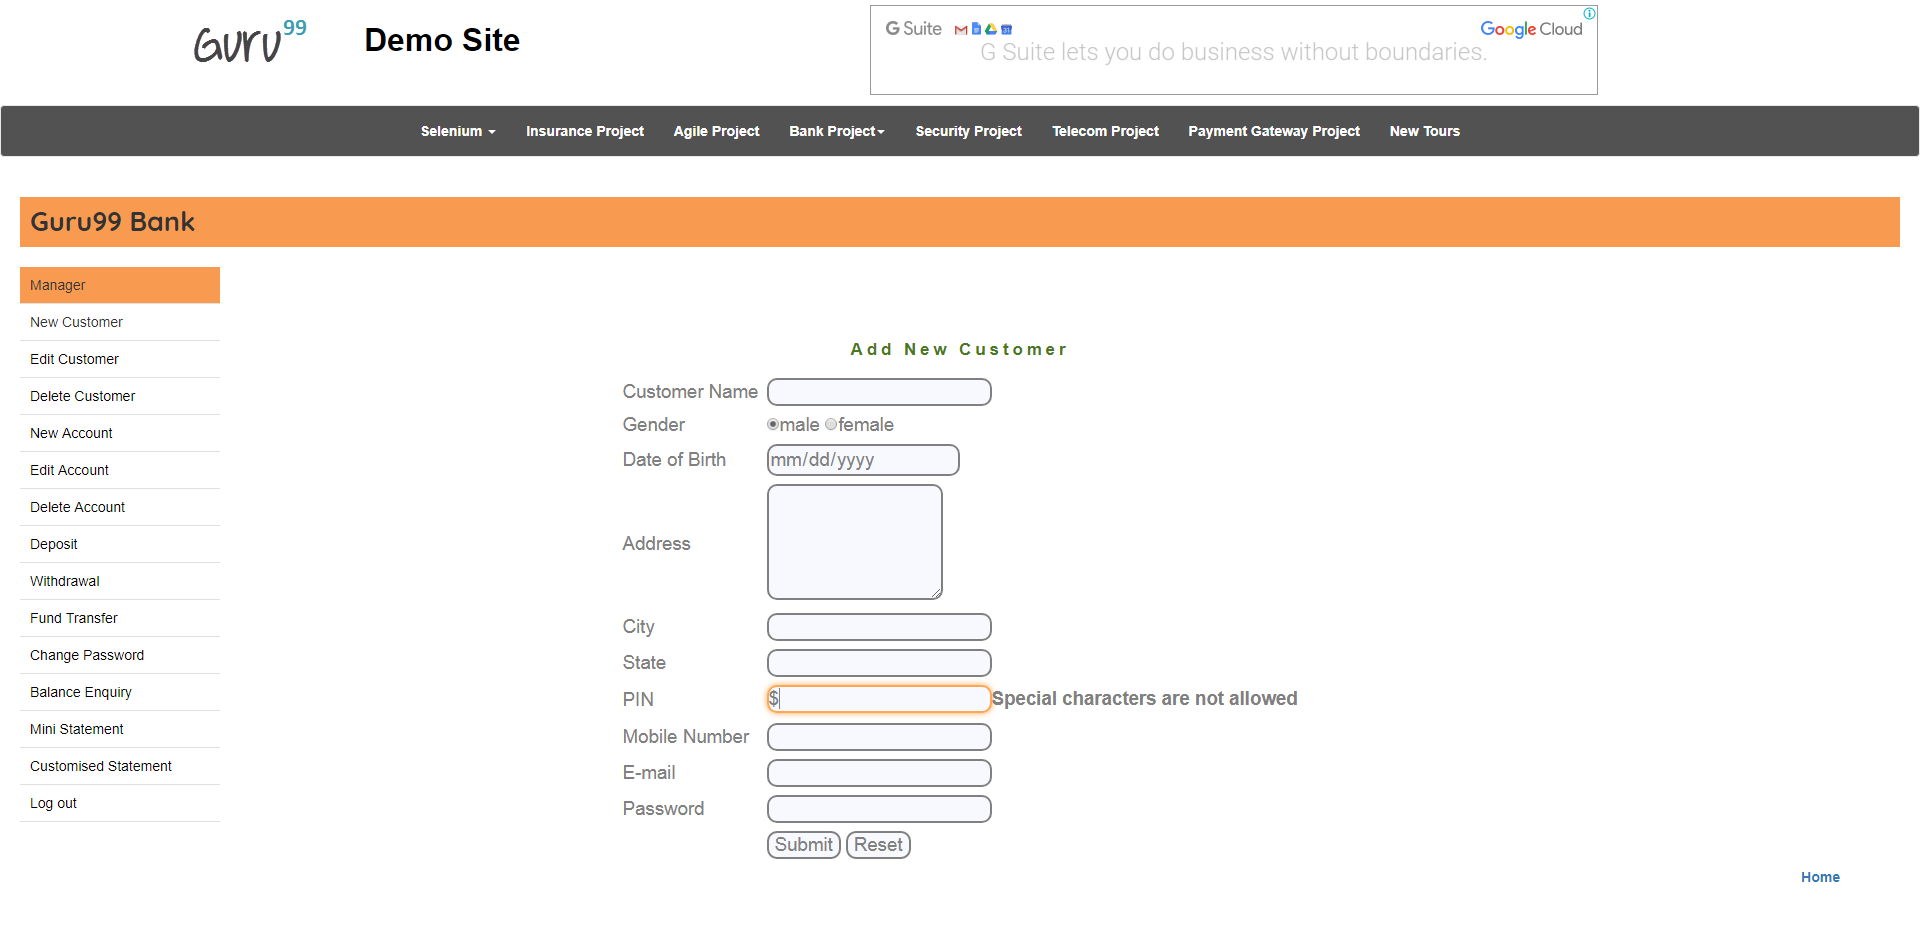 Guru99 Demo Site
G Suite Google Cloud
G Suite lets you do business without boundaries.
Selenium Insurance Project Agile Project Bank Project Security Project Telecom Project Payment Gateway Project New Tours
Guru99 Bank
Manager
New Customer
Edit Customer
Delete Customer
New Account
Edit Account
Delete Account
Deposit
Withdrawal
Fund Transfer
Change Password
Balance Enquiry
Mini Statement
Customised Statement
Log out
Add New Customer
Customer Name
Gender male female
Date of Birth mm/dd/yyyy
Address
City
State
PIN $ Special characters are not allowed
Mobile Number
E-mail
Password
Submit Reset
Home